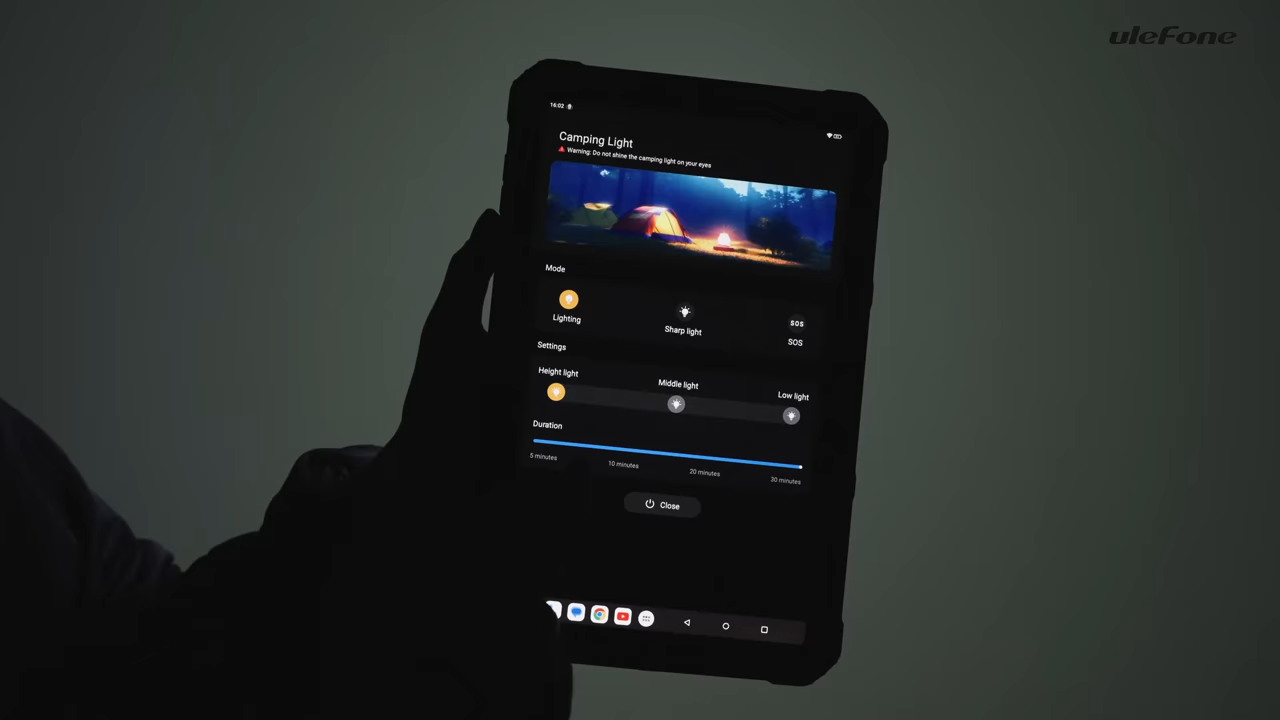 uleFone
16:02
Camping Light
Warning: Do not shine the camping light on your eyes
Mode
Lighting
Sharp light
SOS
SOS
Settings
Height light
Middle light
Low light
Duration
5 minutes
10 minutes
20 minutes
30 minutes
Close